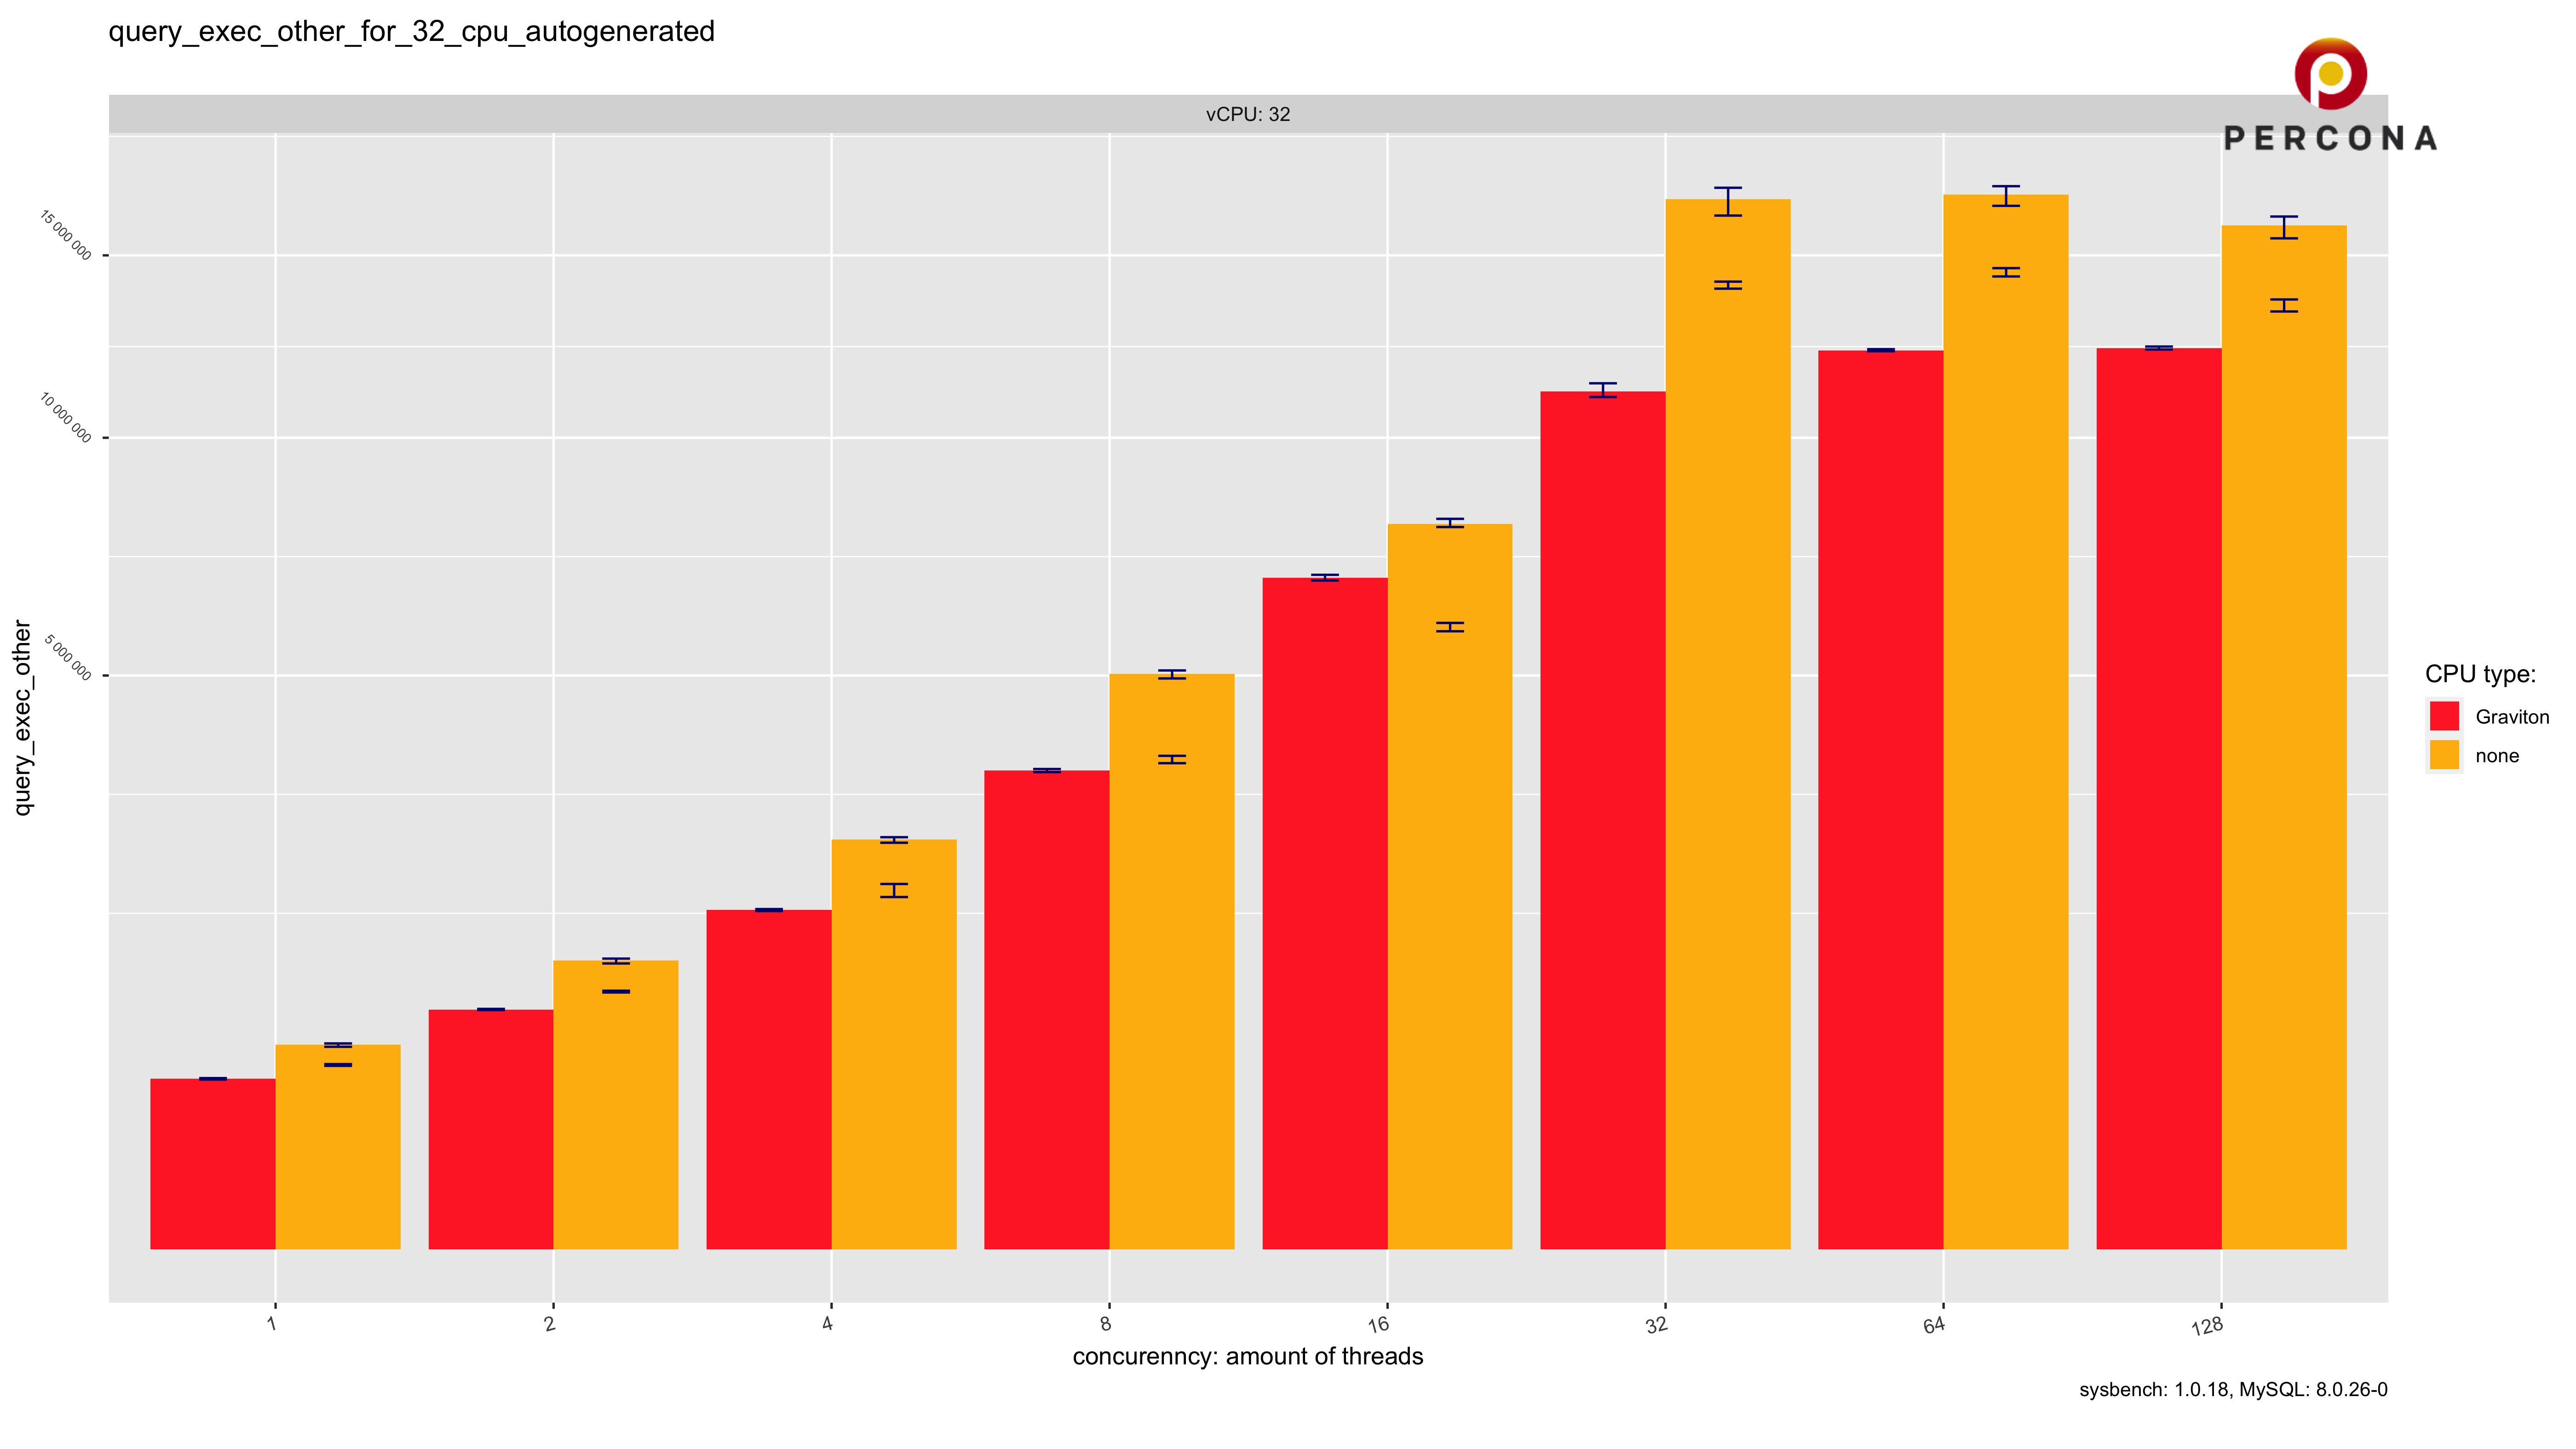 query_exec_other_for_32_cpu_autogenerated
PERCONA
vCPU: 32
15 000 000
10 000 000
5 000 000
query_exec_other
CPU type:
Graviton
none
1
2
4
8
16
32
64
128
concurenncy: amount of threads
sysbench: 1.0.18, MySQL: 8.0.26-0